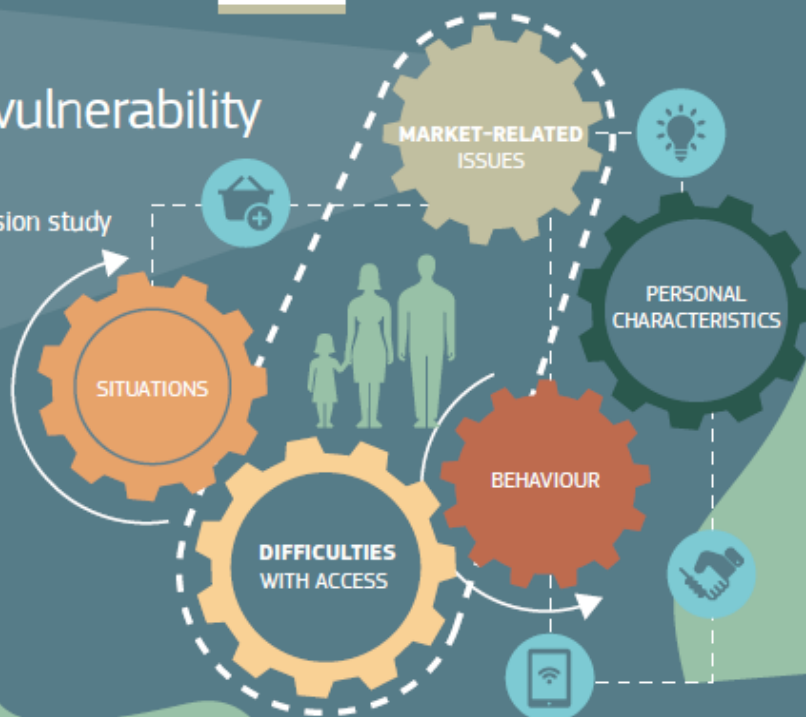 vulnerability
sion study
MARKET-RELATED
ISSUES
PERSONAL
CHARACTERISTICS
SITUATIONS
BEHAVIOUR
DIFFICULTIES
WITH ACCESS